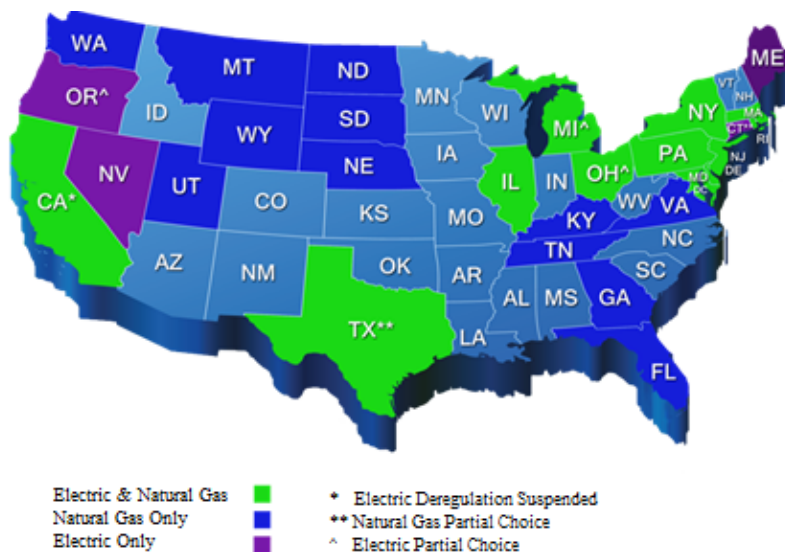 WA
MT
ND
MN
ME
OR^
ID
SD
WI
VT
NH
NY
MA
MI^
WY
CT**
RI
IA
NE
PA
NJ
NV
IL
IN
OH^
DE
DC
UT
CA*
CO
WV
VA
KS
MO
KY
NC
TN
AZ
NM
OK
AR
SC
AL
MS
GA
TX**
LA
FL
Electric & Natural Gas
Natural Gas Only
Electric Only
* Electric Deregulation Suspended
** Natural Gas Partial Choice
^ Electric Partial Choice